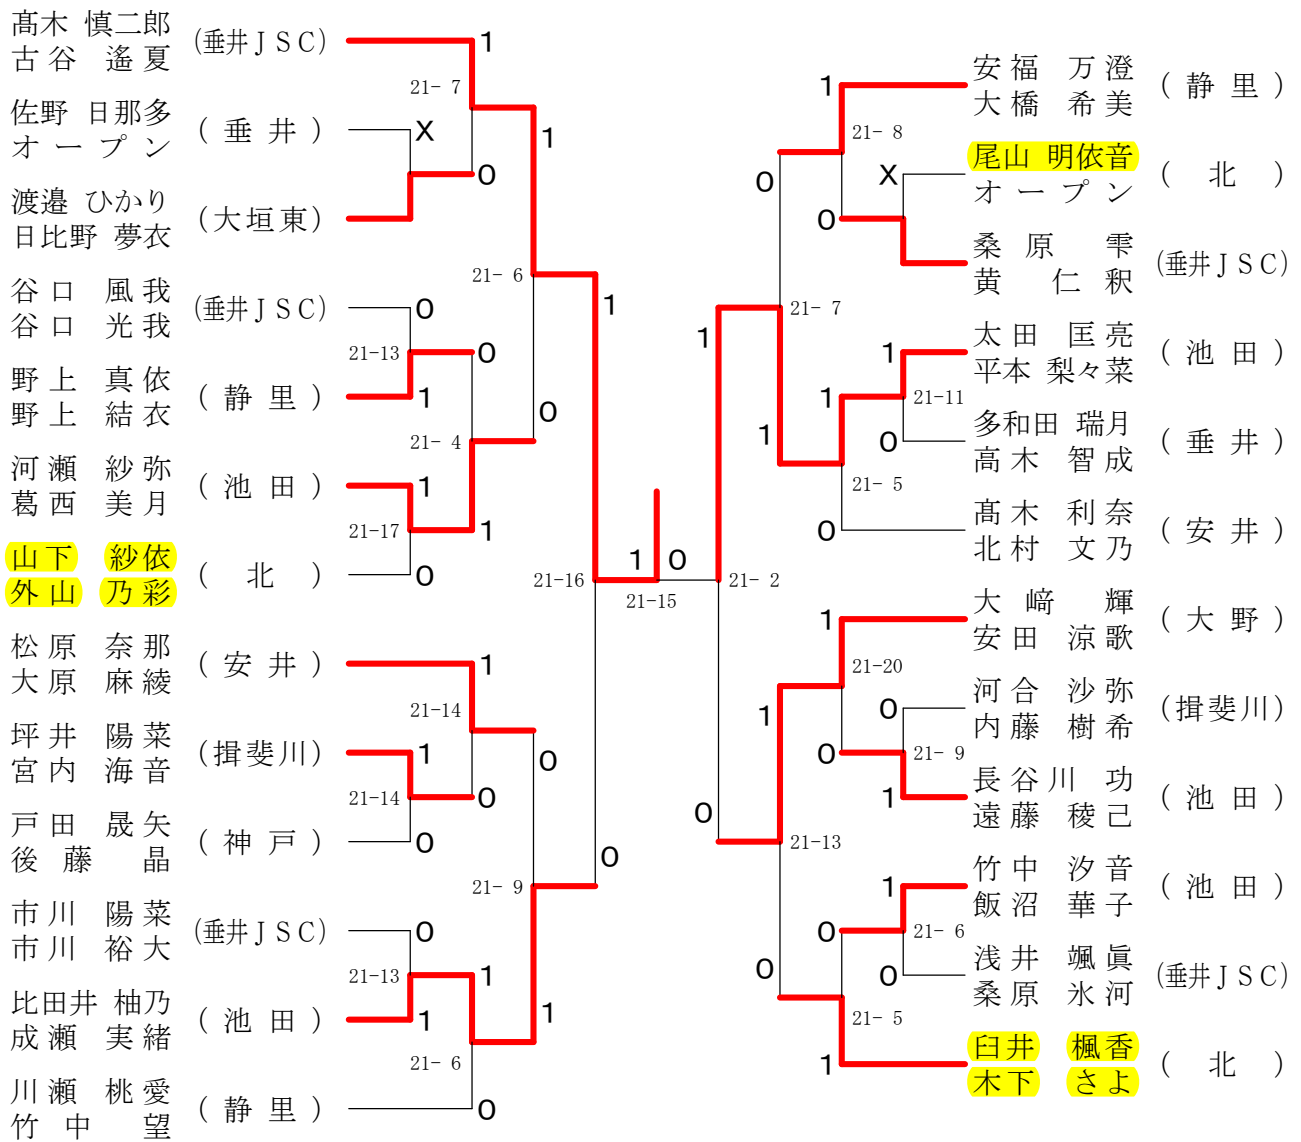 髙木 慎二郎
古谷 遙夏
(垂井ＪＳＣ)
佐野 日那多
オープン
(垂井)
渡邉 ひかり
日比野 夢衣
(大垣東)
谷口 風我
谷口 光我
(垂井ＪＳＣ)
野上 真依
野上 結衣
(静里)
河瀬 紗弥
葛西 美月
(池田)
山下 紗依
外山 乃彩
(北)
松原 奈那
大原 麻綾
(安井)
坪井 陽菜
宮内 海音
(揖斐川)
戸田 晟矢
後藤 晶
(神戸)
市川 陽菜
市川 裕大
(垂井ＪＳＣ)
比田井 柚乃
成瀬 実緒
(池田)
川瀬 桃愛
竹中 望
(静里)
1
21- 7
X
0
1
21- 6
0
21-13
0
1
0
21- 4
1
21-17
1
0
1
21-16
1
21-14
1
0
21-14
0
0
0
21- 9
0
21-13
1
1
1
21- 6
0
1 0
21-15
安福 万澄
大橋 希美
(静里)
尾山 明依音
オープン
(北)
桑原 雫
黄 仁釈
(垂井ＪＳＣ)
太田 匡亮
平本 梨々菜
(池田)
多和田 瑞月
高木 智成
(垂井)
髙木 利奈
北村 文乃
(安井)
大﨑 輝
安田 涼歌
(大野)
河合 沙弥
内藤 樹希
(揖斐川)
長谷川 功
遠藤 稜己
(池田)
竹中 汐音
飯沼 華子
(池田)
浅井 颯眞
桑原 氷河
(垂井ＪＳＣ)
臼井 楓香
木下 さよ
(北)
1
21- 8
X
0
0
21- 7
1
1
1
21-11
1
0
21- 5
0
21- 2
1
21-20
0
1
0
21- 9
1
0
21-13
1
0
21- 6
0
0
21- 5
1